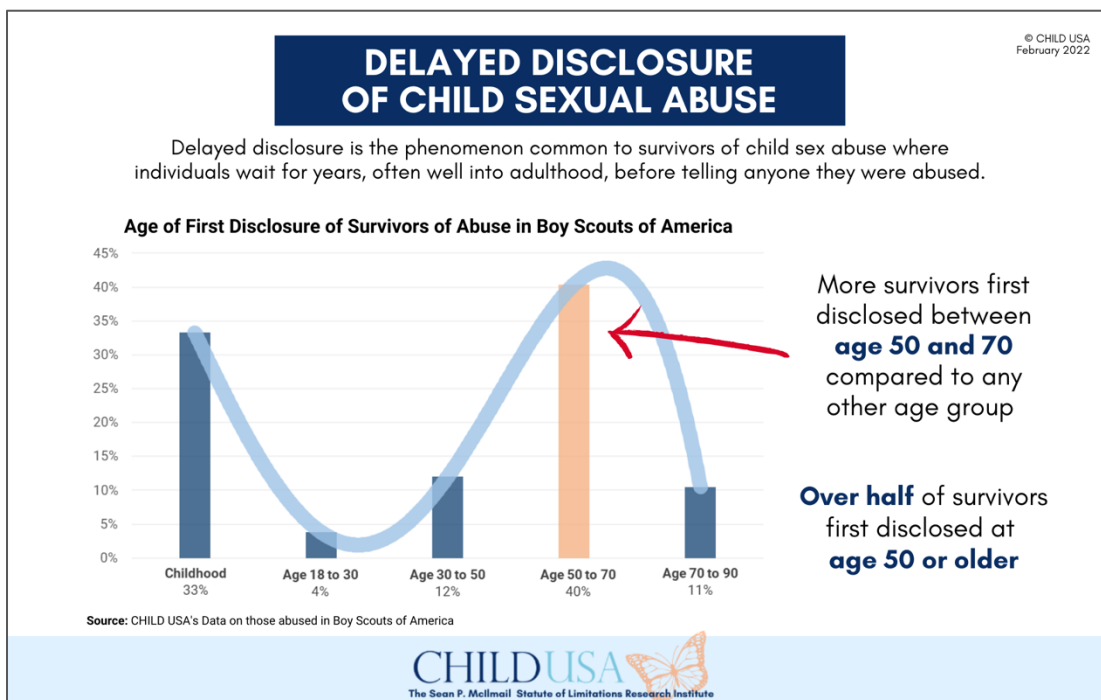 © CHILD USA
February 2022
DELAYED DISCLOSURE
OF CHILD SEXUAL ABUSE
Delayed disclosure is the phenomenon common to survivors of child sex abuse where
individuals wait for years, often well into adulthood, before telling anyone they were abused.
Age of First Disclosure of Survivors of Abuse in Boy Scouts of America
45%
40%
35%
30%
25%
20%
15%
10%
5%
0%
Childhood
33%
Age 18 to 30
4%
Age 30 to 50
12%
Age 50 to 70
40%
Age 70 to 90
11%
More survivors first
disclosed between
age 50 and 70
compared to any
other age group
Over half of survivors
first disclosed at
age 50 or older
Source: CHILD USA's Data on those abused in Boy Scouts of America
CHILD USA
The Sean P. McIlmail Statute of Limitations Research Institute